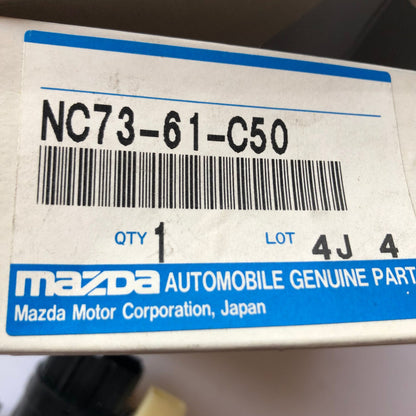 NC73-61-C50
QTY 1 LOT 4J 4
mazda AUTOMOBILE GENUINE PART
Mazda Motor Corporation, Japan